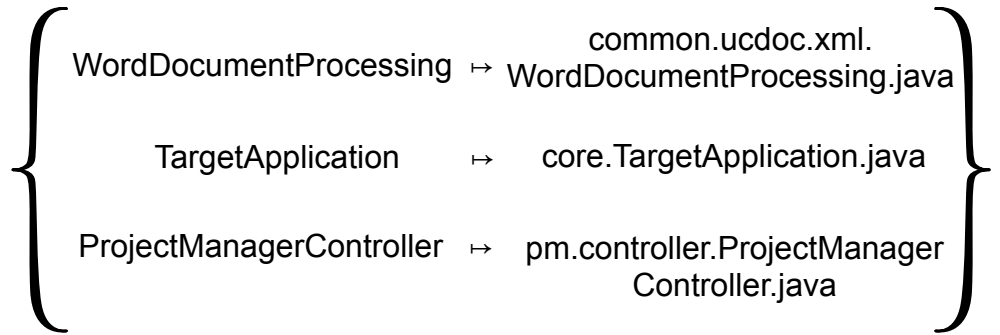 WordDocumentProcessing ↦ common.ucdoc.xml.
WordDocumentProcessing.java
TargetApplication ↦ core.TargetApplication.java
ProjectManagerController ↦ pm.controller.ProjectManager
Controller.java